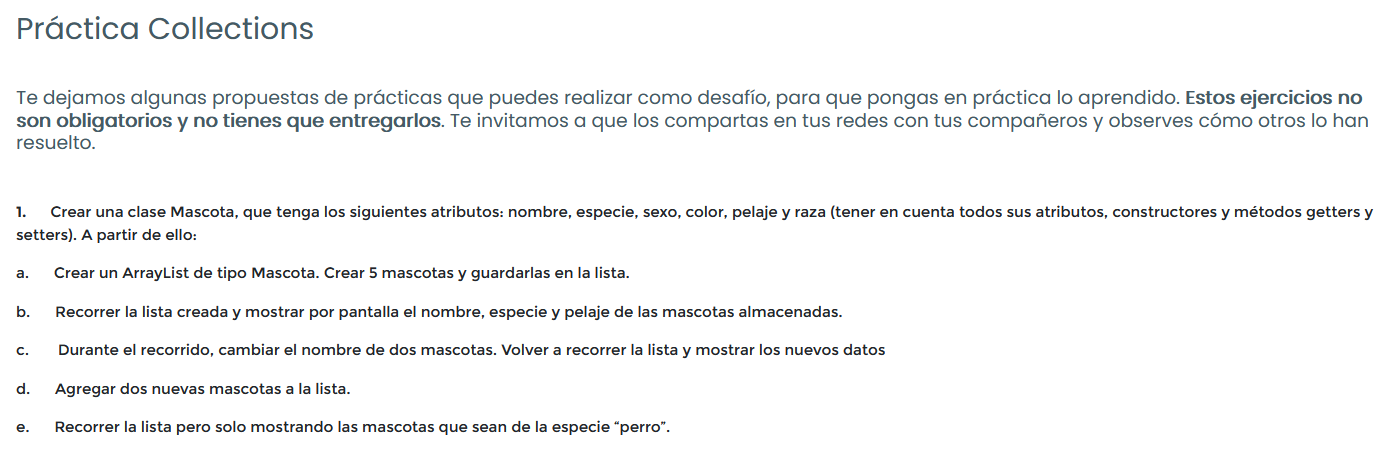 Práctica Collections
Te dejamos algunas propuestas de prácticas que puedes realizar como desafío, para que pongas en práctica lo aprendido. Estos ejercicios no
son obligatorios y no tienes que entregarlos. Te invitamos a que los compartas en tus redes con tus compañeros y observes cómo otros lo han
resuelto.
1. Crear una clase Mascota, que tenga los siguientes atributos: nombre, especie, sexo, color, pelaje y raza (tener en cuenta todos sus atributos, constructores y métodos getters y
setters). A partir de ello:
a. Crear un ArrayList de tipo Mascota. Crear 5 mascotas y guardarlas en la lista.
b. Recorrer la lista creada y mostrar por pantalla el nombre, especie y pelaje de las mascotas almacenadas.
c. Durante el recorrido, cambiar el nombre de dos mascotas. Volver a recorrer la lista y mostrar los nuevos datos
d. Agregar dos nuevas mascotas a la lista.
e. Recorrer la lista pero solo mostrando las mascotas que sean de la especie “perro”.